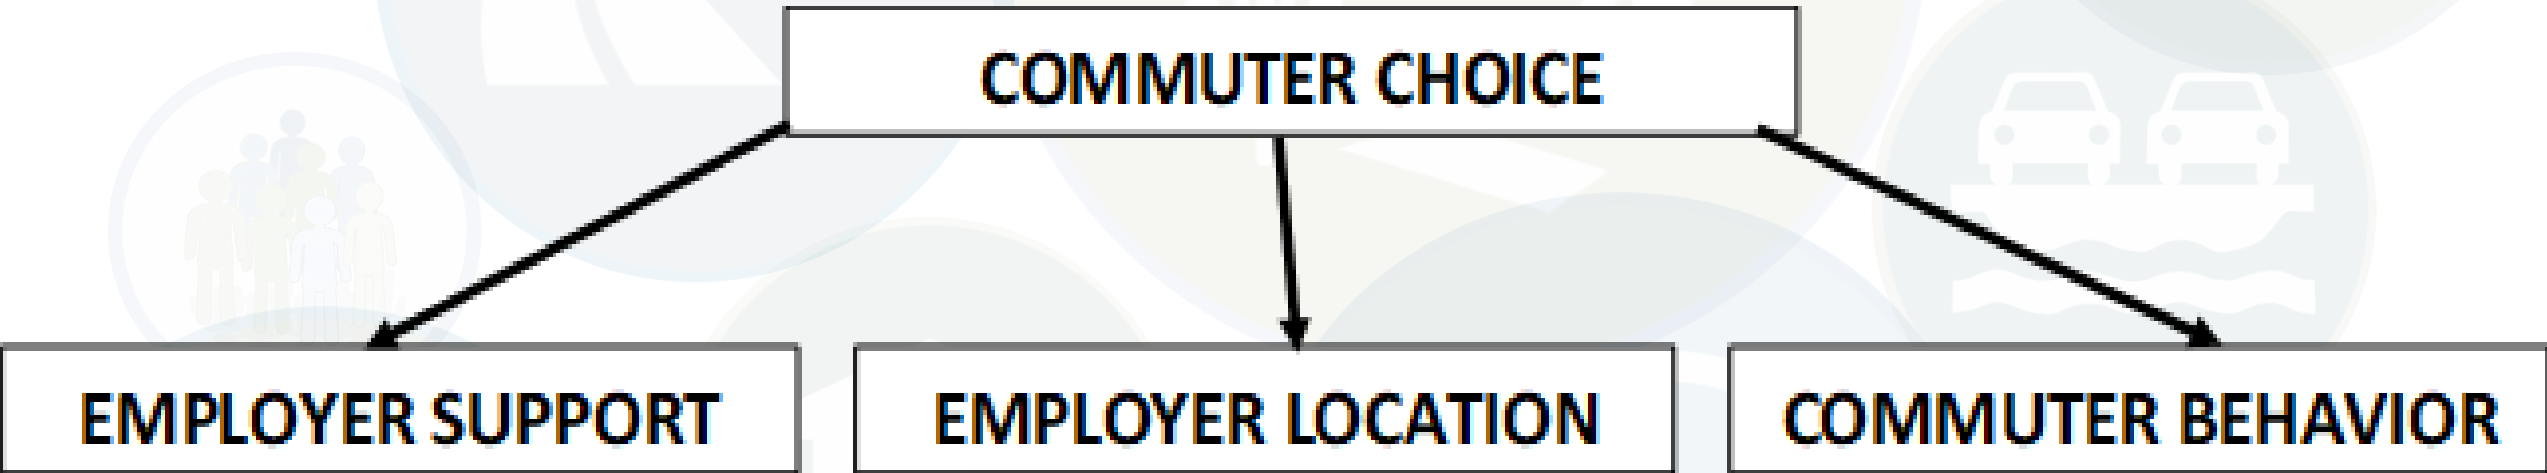 COMMUTER CHOICE
EMPLOYER SUPPORT
EMPLOYER LOCATION
COMMUTER BEHAVIOR